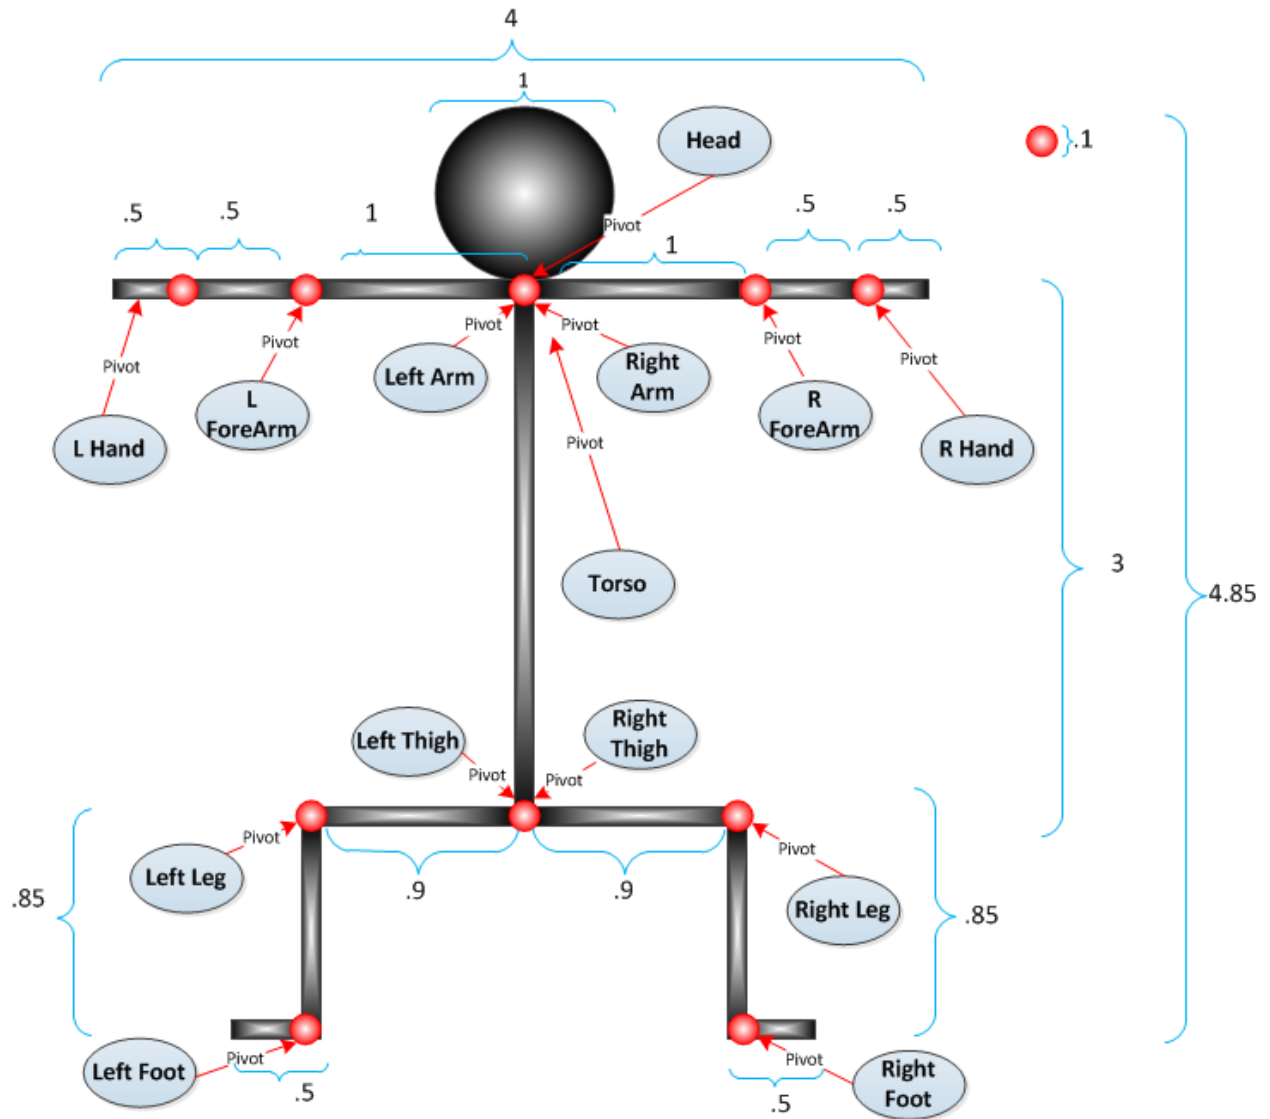 4
1
Head
.1
.5
.5
1
Pivot
1
.5
.5
Pivot
Pivot
Pivot
Pivot
Pivot
Pivot
Left Arm
Right
Arm
L
ForeArm
R
ForeArm
L Hand
R Hand
Pivot
3
Torso
4.85
Left Thigh
Right
Thigh
Pivot
Pivot
Pivot
Pivot
Left Leg
.9
.9
.85
Right Leg
.85
Left Foot
Pivot
.5
Pivot
Right
Foot
.5